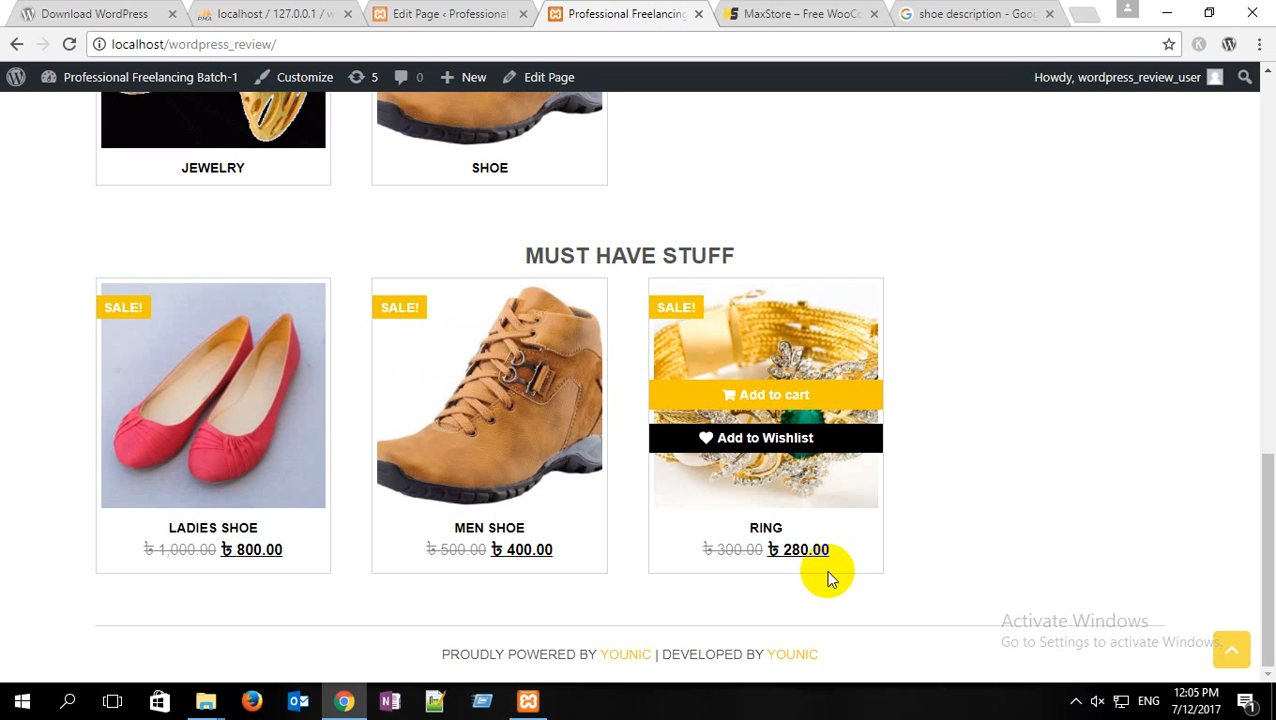 Download WordPress
localhost / 127.0.0.1 / w
Edit Page ‹ Professional
Professional Freelancing
MaxStore – Free WooCo
shoe description - Goog
localhost/wordpress_review/
Professional Freelancing Batch-1
Customize
5
0
New
Edit Page
Howdy, wordpress_review_user
JEWELRY
SHOE
MUST HAVE STUFF
SALE!
SALE!
SALE!
Add to cart
Add to Wishlist
LADIES SHOE
MEN SHOE
RING
৳ 1,000.00 ৳ 800.00
৳ 500.00 ৳ 400.00
৳ 300.00 ৳ 280.00
Activate Windows
Go to Settings to activate Windows.
PROUDLY POWERED BY YOUNIC | DEVELOPED BY YOUNIC
ENG
12:05 PM
7/12/2017
1